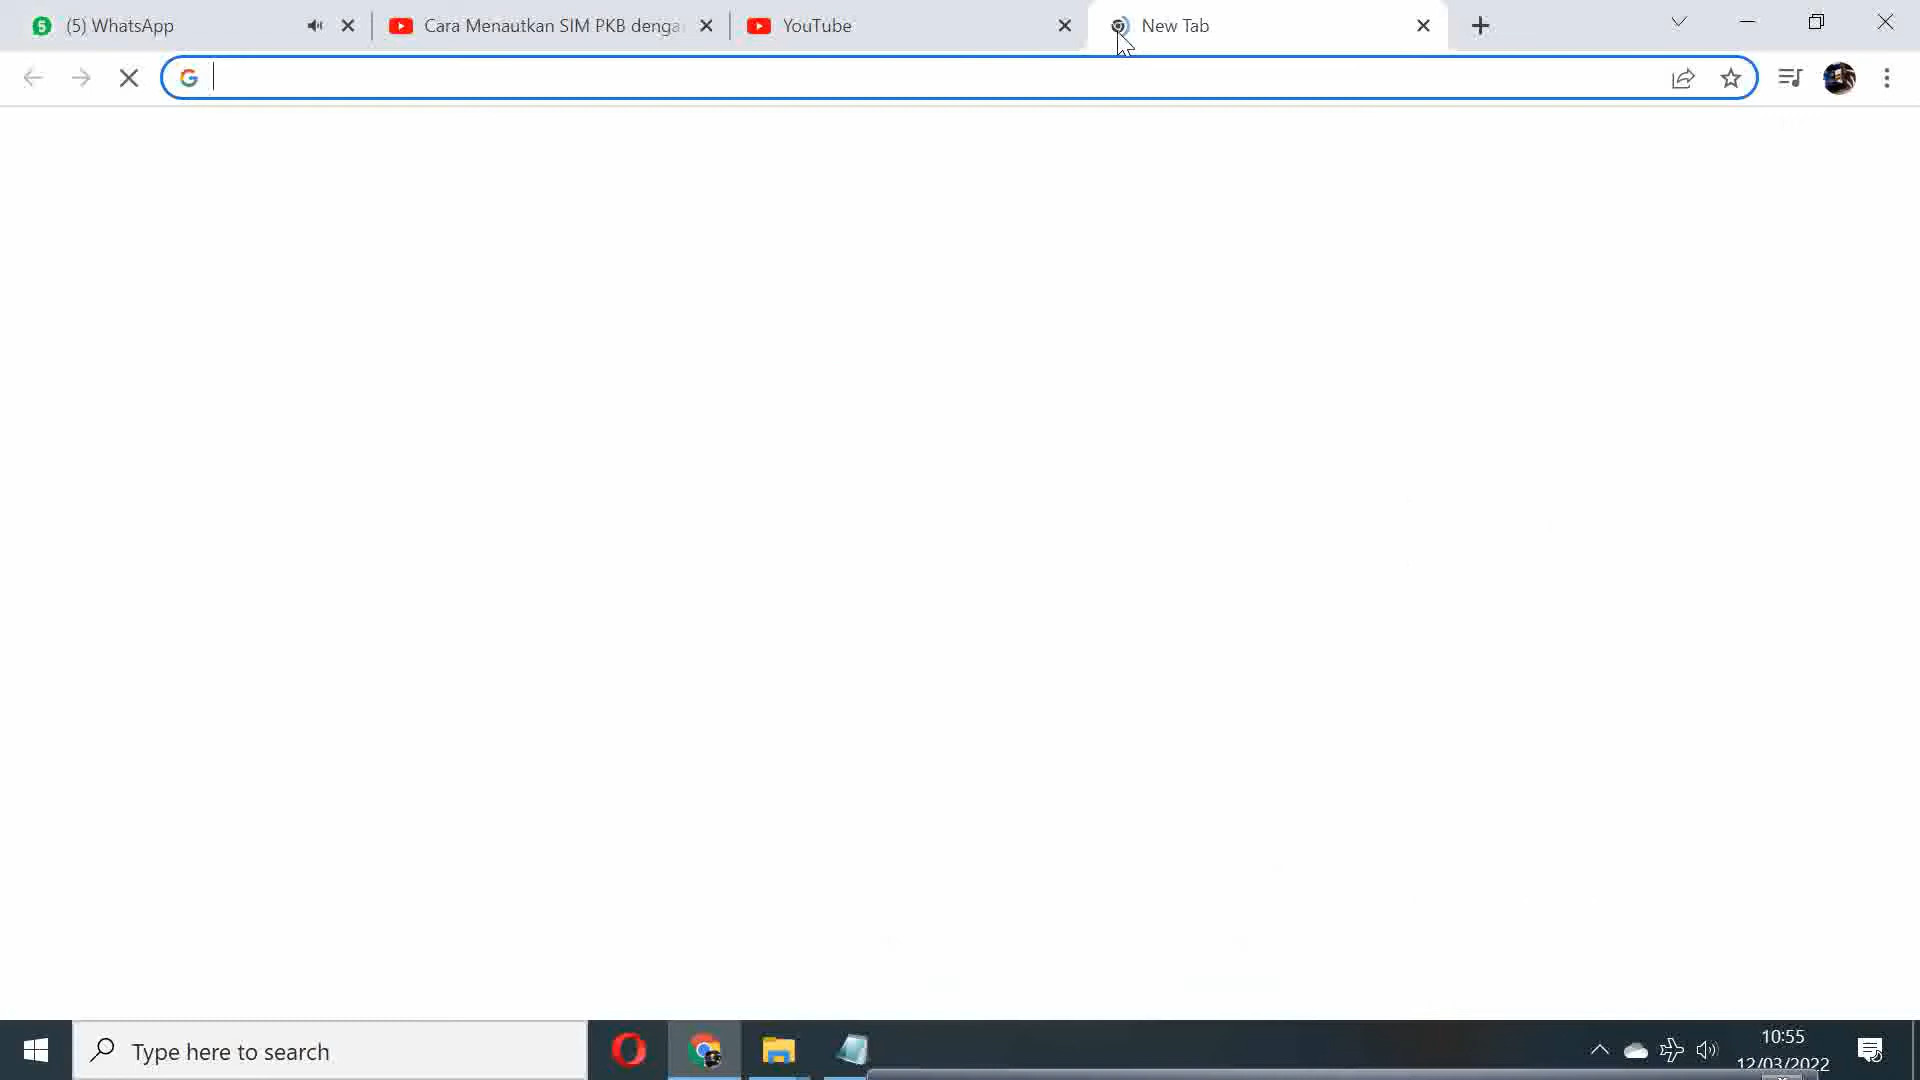 5 (5) WhatsApp
Cara Menautkan SIM PKB denga
YouTube
New Tab
Type here to search
10:55
12/03/2022